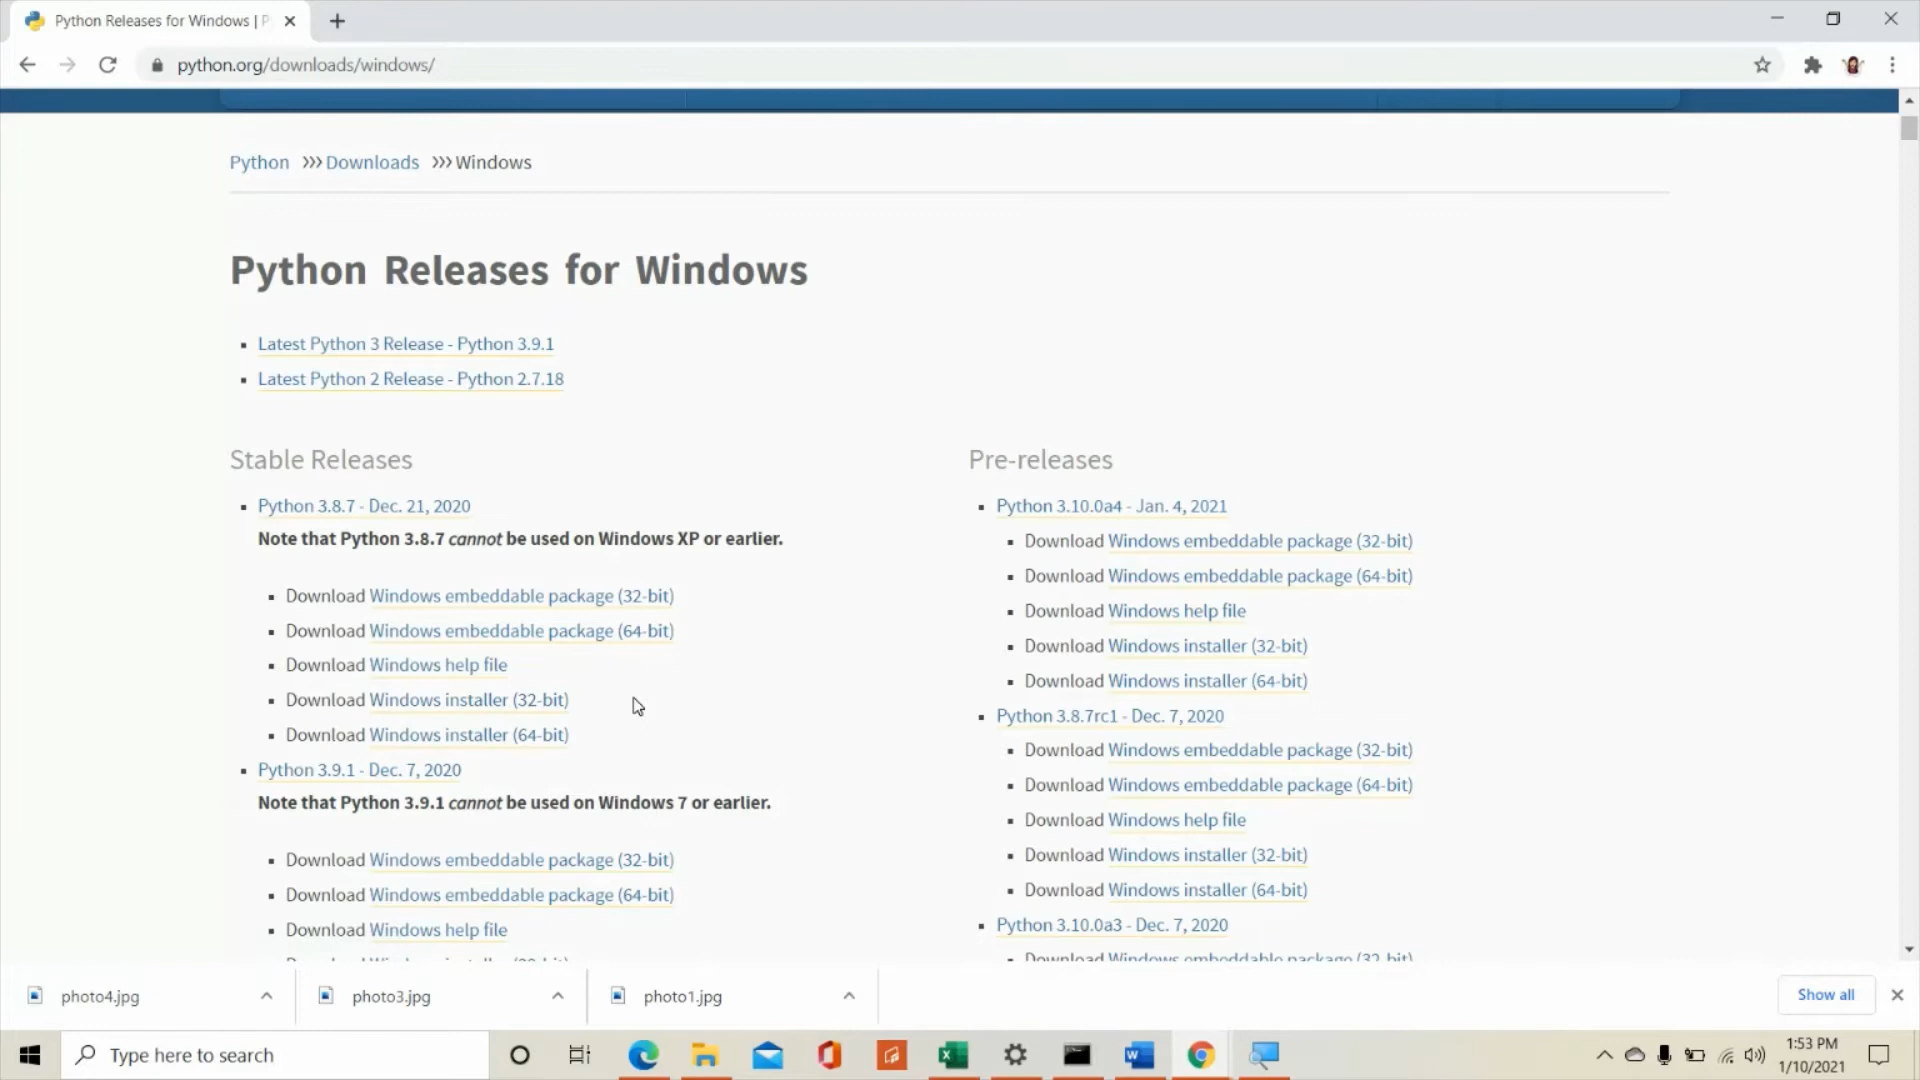 Python Releases for Windows | P
python.org/downloads/windows/
Python >>> Downloads >>> Windows
Python Releases for Windows
Latest Python 3 Release - Python 3.9.1
Latest Python 2 Release - Python 2.7.18
Stable Releases
Python 3.8.7 - Dec. 21, 2020
Note that Python 3.8.7 cannot be used on Windows XP or earlier.
Download Windows embeddable package (32-bit)
Download Windows embeddable package (64-bit)
Download Windows help file
Download Windows installer (32-bit)
Download Windows installer (64-bit)
Python 3.9.1 - Dec. 7, 2020
Note that Python 3.9.1 cannot be used on Windows 7 or earlier.
Download Windows embeddable package (32-bit)
Download Windows embeddable package (64-bit)
Download Windows help file
Pre-releases
Python 3.10.0a4 - Jan. 4, 2021
Download Windows embeddable package (32-bit)
Download Windows embeddable package (64-bit)
Download Windows help file
Download Windows installer (32-bit)
Download Windows installer (64-bit)
Python 3.8.7rc1 - Dec. 7, 2020
Download Windows embeddable package (32-bit)
Download Windows embeddable package (64-bit)
Download Windows help file
Download Windows installer (32-bit)
Download Windows installer (64-bit)
Python 3.10.0a3 - Dec. 7, 2020
Download Windows embeddable package (32-bit)
photo4.jpg
photo3.jpg
photo1.jpg
Show all
Type here to search
1:53 PM
1/10/2021